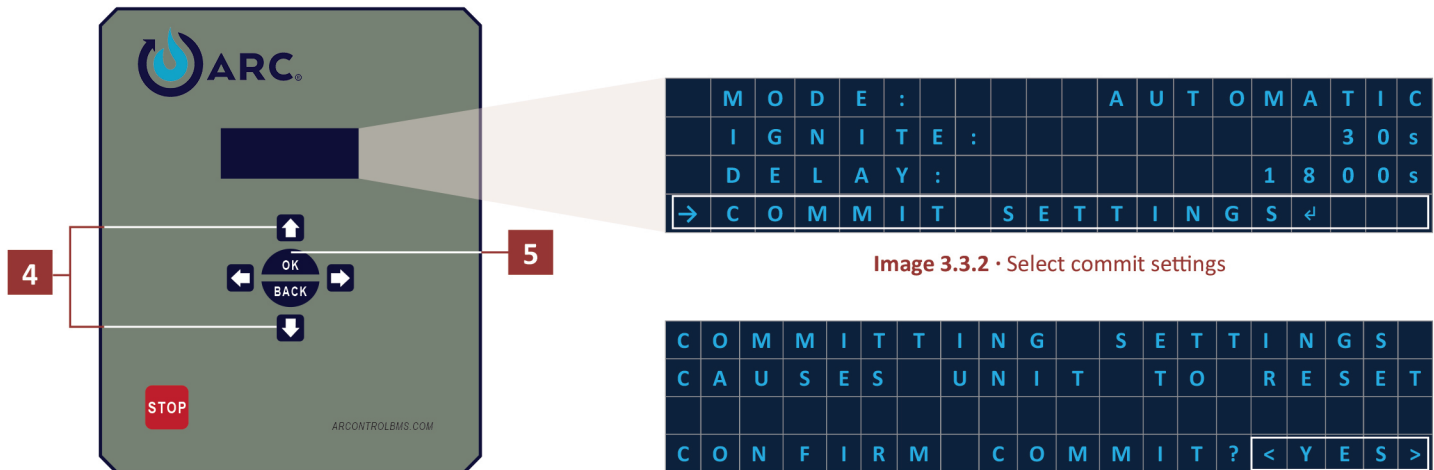 ARC®
MODE: AUTOMATIC
IGNITE: 30s
DELAY: 1800s
→ COMMIT SETTINGS ↲
Image 3.3.2 · Select commit settings
4
5
OK
BACK
STOP
ARCONTROLBMS.COM
COMMITTING SETTINGS
CAUSES UNIT TO RESET
CONFIRM COMMIT? <YES>